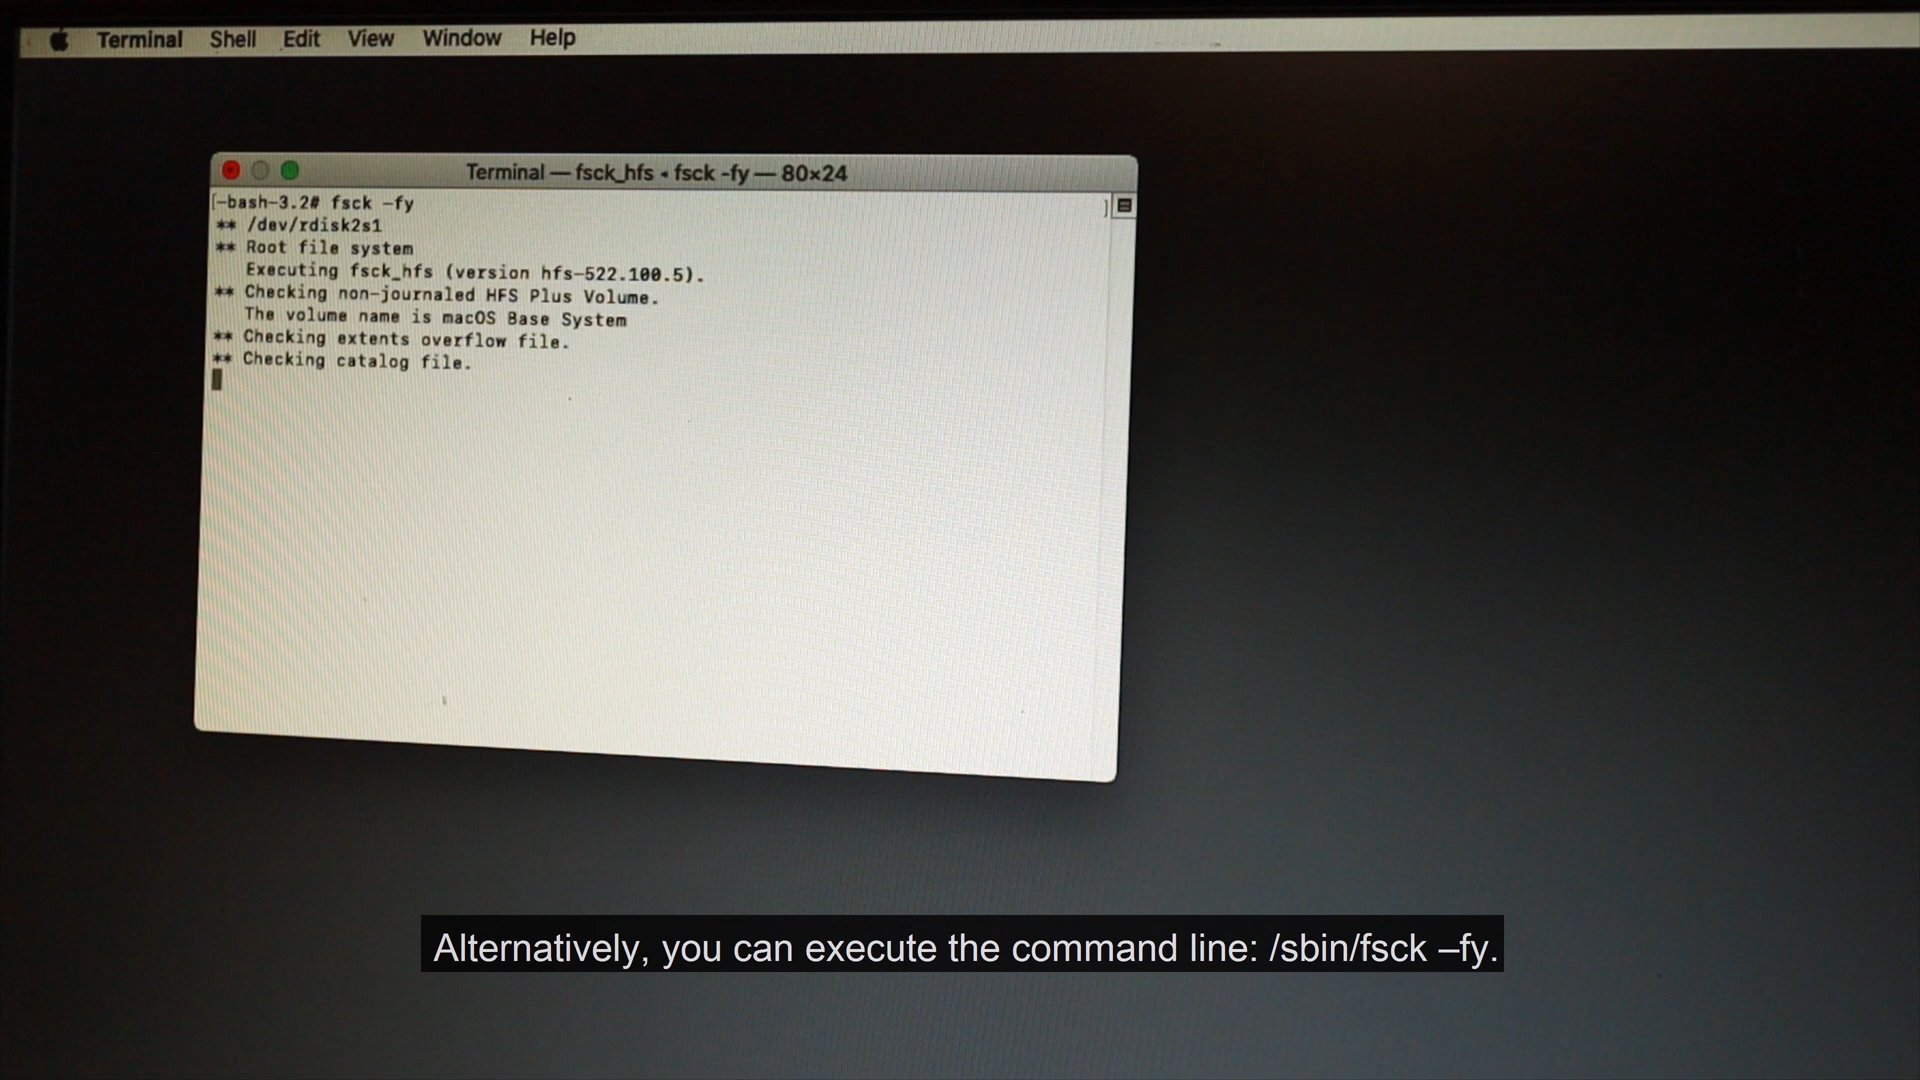 Terminal Shell Edit View Window Help
Terminal — fsck_hfs ◂ fsck -fy — 80×24
[-bash-3.2# fsck -fy ]
** /dev/rdisk2s1
** Root file system
Executing fsck_hfs (version hfs-522.100.5).
** Checking non-journaled HFS Plus Volume.
The volume name is macOS Base System
** Checking extents overflow file.
** Checking catalog file.
Alternatively, you can execute the command line: /sbin/fsck –fy.